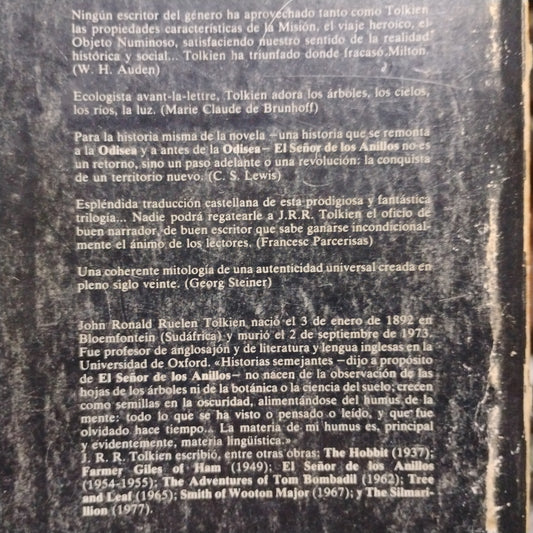 Ningún escritor del género ha aprovechado tanto como Tolkien
las propiedades características de la Misión, el viaje heroico, el
Objeto Numinoso, satisfaciendo nuestro sentido de la realidad
histórica y social... Tolkien ha triunfado donde fracasó Milton.
(W. H. Auden)
Ecologista avant-la-lettre, Tolkien adora los árboles, los cielos,
los ríos, la luz. (Marie Claude de Brunhoff)
Para la historia misma de la novela —una historia que se remonta
a la Odisea y a antes de la Odisea— El Señor de los Anillos no es
un retorno, sino un paso adelante o una revolución: la conquista
de un territorio nuevo. (C. S. Lewis)
Espléndida traducción castellana de esta prodigiosa y fantástica
trilogía... Nadie podrá regatearle a J.R.R. Tolkien el oficio de
buen narrador, de buen escritor que sabe ganarse incondicional-
mente el ánimo de los lectores. (Francesc Parcerisas)
Una coherente mitología de una autenticidad universal creada en
pleno siglo veinte. (Georg Steiner)
John Ronald Ruelen Tolkien nació el 3 de enero de 1892 en
Bloemfontein (Sudáfrica) y murió el 2 de septiembre de 1973.
Fue profesor de anglosajón y de literatura y lengua inglesas en la
Universidad de Oxford. «Historias semejantes —dijo a propósito
de El Señor de los Anillos— no nacen de la observación de las
hojas de los árboles ni de la botánica o la ciencia del suelo; crecen
como semillas en la oscuridad, alimentándose del humus de la
mente: todo lo que se ha visto o pensado o leído, y que fue
olvidado hace tiempo... La materia de mi humus es, principal
y evidentemente, materia lingüística.»
J. R. R. Tolkien escribió, entre otras obras: The Hobbit (1937);
Farmer Giles of Ham (1949); El Señor de los Anillos
(1954-1955); The Adventures of Tom Bombadil (1962); Tree
and Leaf (1965); Smith of Wooton Major (1967); y The Silmari-
llion (1977).